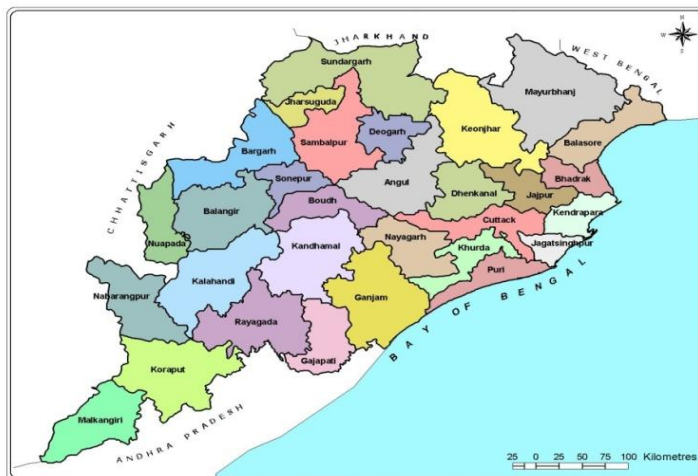 JHARKHAND
N
W E
S
WEST BENGAL
Sundargarh
Mayurbhanj
Jharsuguda
Keonjhar
Deogarh
Sambalpur
Balasore
CHHATTISGARH
Bargarh
Bhadrak
Sonepur
Angul
Dhenkanal
Jajpur
Kendrapara
Boudh
Balangir
Cuttack
Nuapada
Nayagarh
Jagatsinghpur
Kandhamal
Khurda
Puri
Kalahandi
Nabarangpur
Ganjam
Rayagada
BAY OF BENGAL
Gajapati
Koraput
Malkangiri
ANDHRA PRADESH
25 0 25 50 75 100 Kilometres